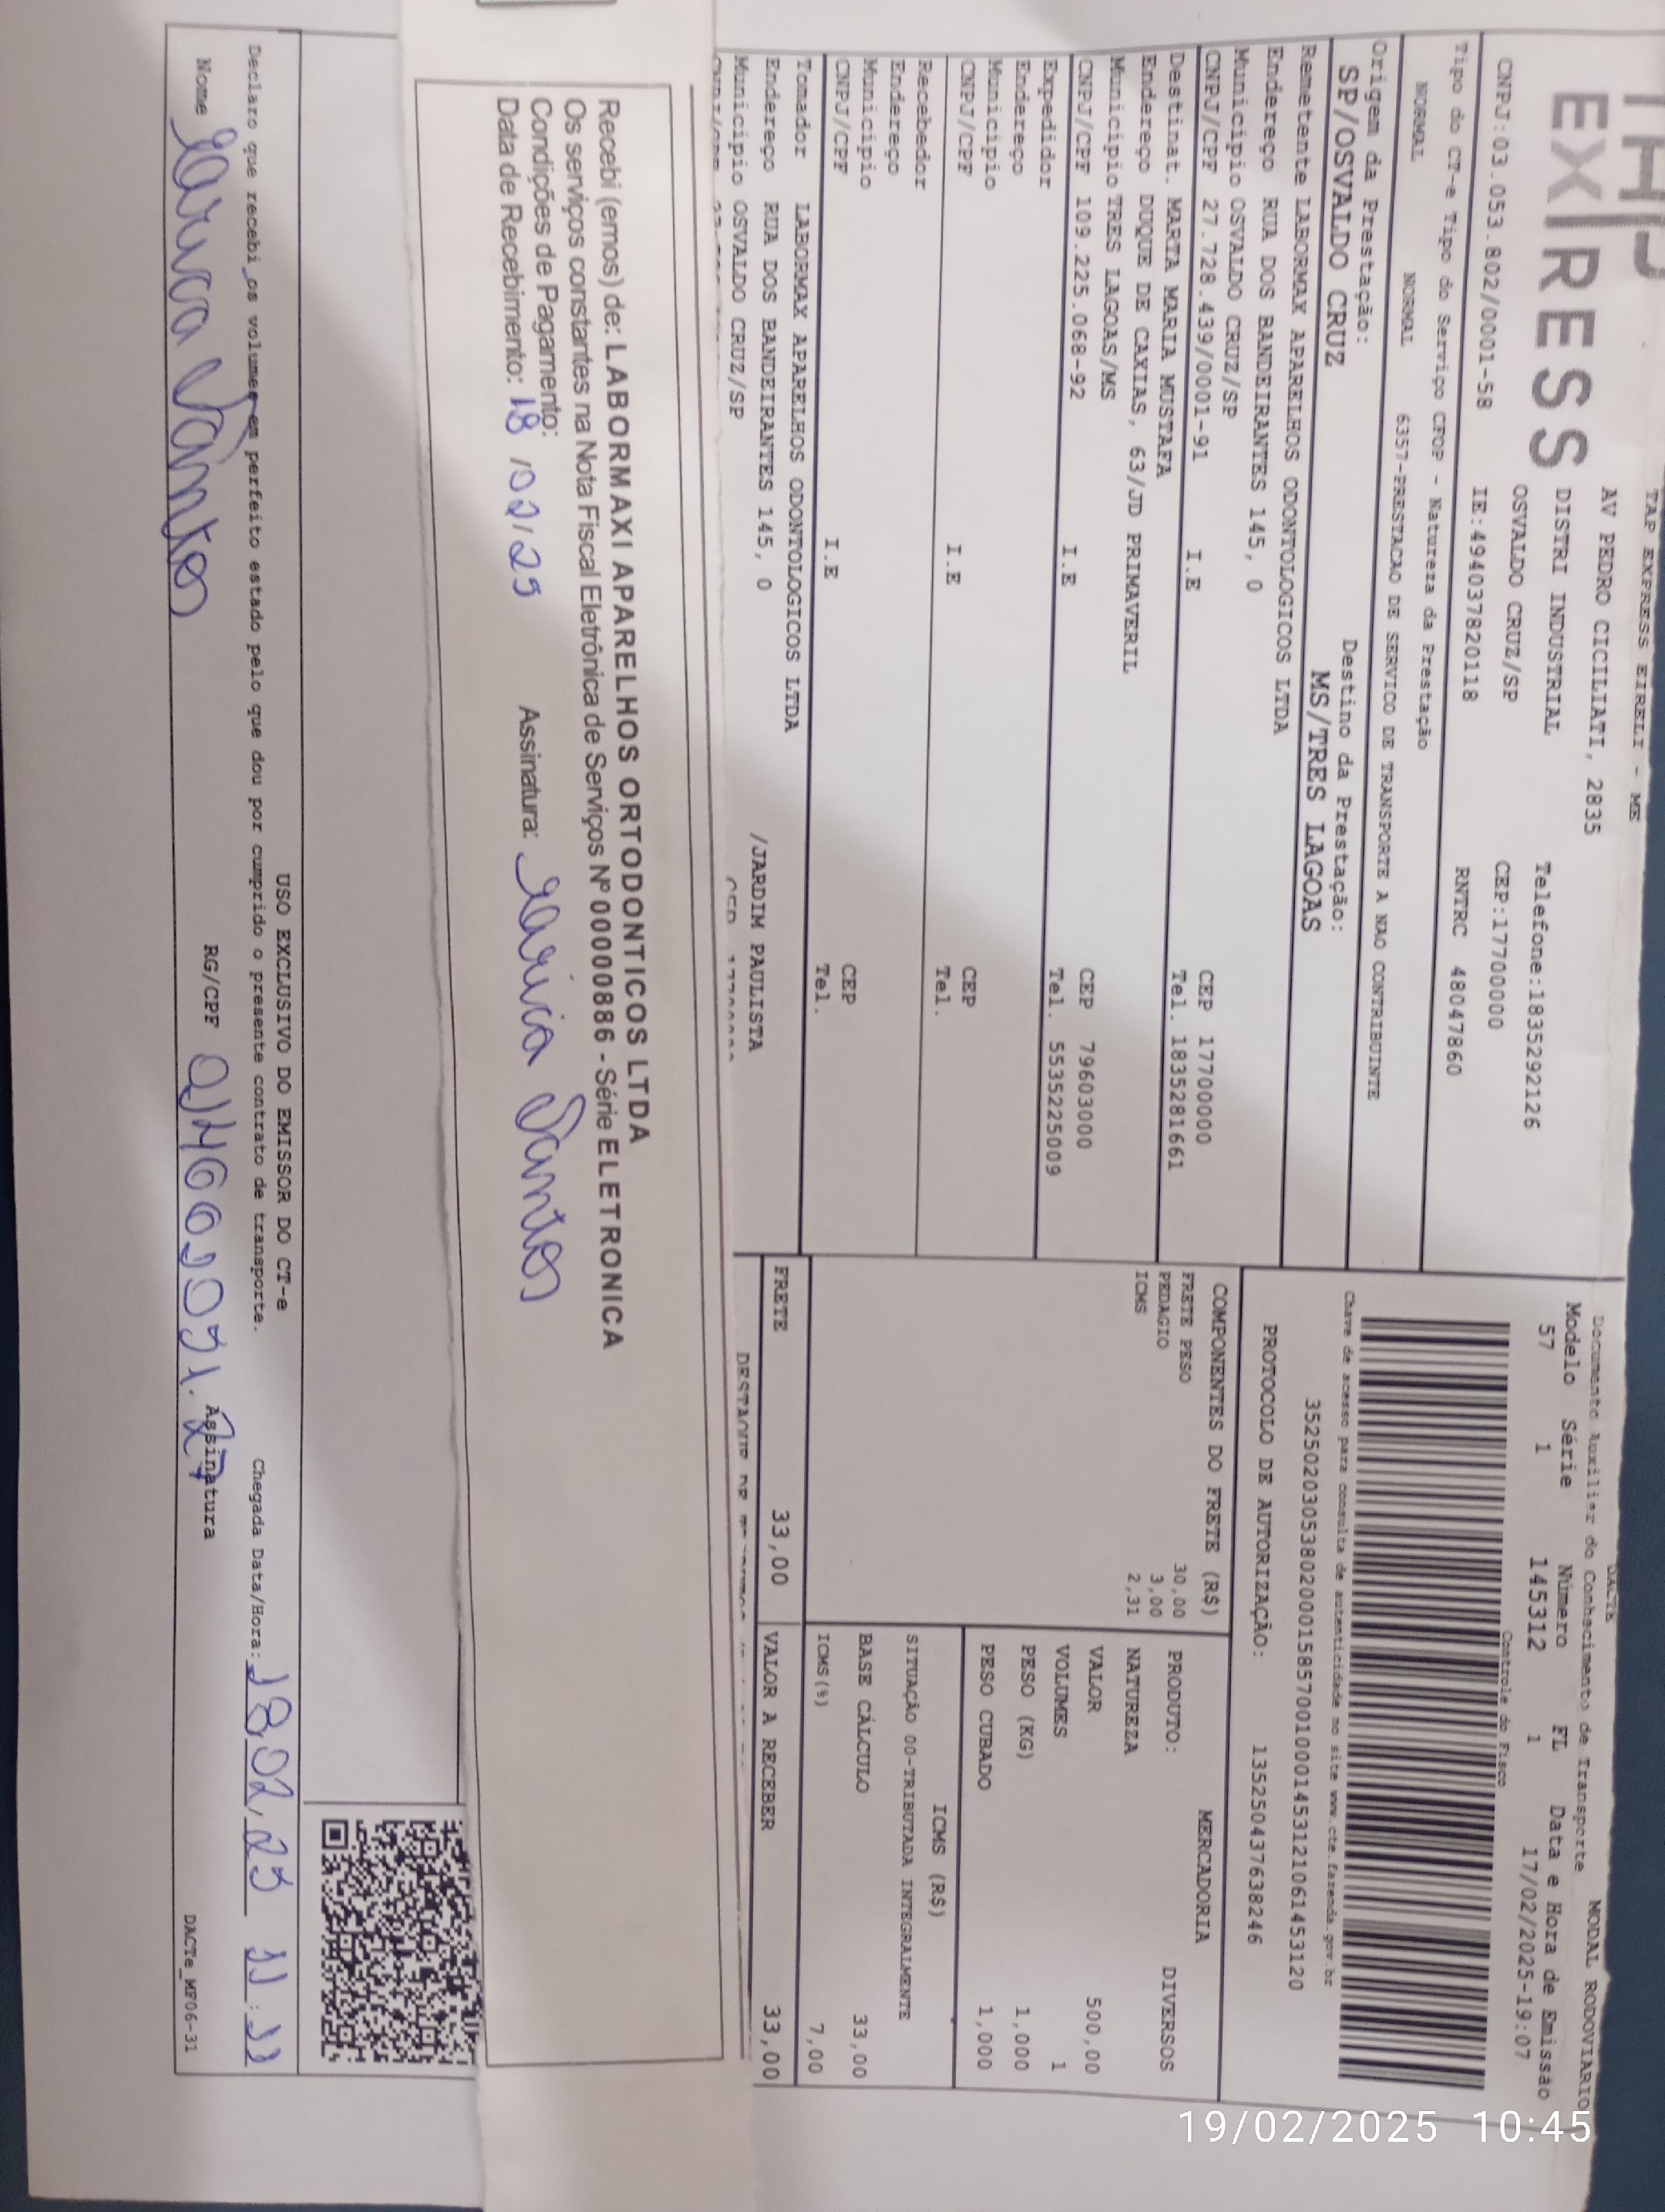 TAP EXPRESS EIRELI - ME
EX RESS
AV PEDRO CICILIATI, 2835
DISTRI INDUSTRIAL
Telefone:1835292126
OSVALDO CRUZ/SP
CEP:17700000
CNPJ:03.053.802/0001-58
IE:494037820118
RNTRC 48047860
Tipo do CT-e Tipo do Serviço CFOP - Natureza da Prestação
NORMAL NORMAL 6357-PRESTACAO DE SERVICO DE TRANSPORTE A NAO CONTRIBUINTE
Origem da Prestação: Destino da Prestação:
SP/OSVALDO CRUZ MS/TRES LAGOAS
DACTE
Documento Auxiliar do Conhecimento de Transporte MODAL RODOVIÁRIO
Modelo Série Número FL Data e Hora de Emissão
57 1 145312 1 17/02/2025-19:07
Controle do Fisco
Chave de acesso para consulta de autenticidade no site www.cte.fazenda.gov.br
35250203053802000158570010001453121061453120
PROTOCOLO DE AUTORIZAÇÃO: 135250437638246
Remetente LABORMAX APARELHOS ODONTOLOGICOS LTDA
Endereço RUA DOS BANDEIRANTES 145, 0
Municipio OSVALDO CRUZ/SP CEP 17700000
CNPJ/CPF 27.728.439/0001-91 I.E Tel. 1835281661
Destinat. MARTA MARIA MUSTAFA
Endereço DUQUE DE CAXIAS, 63/JD PRIMAVERIL
Municipio TRES LAGOAS/MS CEP 79603000
CNPJ/CPF 109.225.068-92 I.E Tel. 5535225009
Expedidor
Endereço
Municipio CEP
CNPJ/CPF I.E Tel.
Recebedor
Endereço
Municipio CEP
CNPJ/CPF I.E Tel.
Tomador LABORMAX APARELHOS ODONTOLOGICOS LTDA
Endereço RUA DOS BANDEIRANTES 145, 0 /JARDIM PAULISTA
Municipio OSVALDO CRUZ/SP
COMPONENTES DO FRETE (R$)
FRETE PESO 30,00
PEDAGIO 3,00
ICMS 2,31
MERCADORIA
PRODUTO: DIVERSOS
NATUREZA
VALOR 500,00
VOLUMES 1
PESO (KG) 1,000
PESO CUBADO 1,000
ICMS (R$)
SITUAÇÃO 00-TRIBUTADA INTEGRALMENTE
BASE CÁLCULO 33,00
ICMS(%) 7,00
FRETE 33,00 VALOR A RECEBER 33,00
Recebi (emos) de: LABORMAXI APARELHOS ORTODONTICOS LTDA
Os serviços constantes na Nota Fiscal Eletrônica de Serviços Nº 00000886 - Série ELETRONICA
Condições de Pagamento:
Data de Recebimento: 18/02/25 Assinatura: Santos
USO EXCLUSIVO DO EMISSOR DO CT-e
Declaro que recebi os volumes em perfeito estado pelo que dou por cumprido o presente contrato de transporte.
Chegada Data/Hora: 18/02/25 11:11
Nome Santos RG/CPF Assinatura
DACTe_MF06-31
19/02/2025 10:45